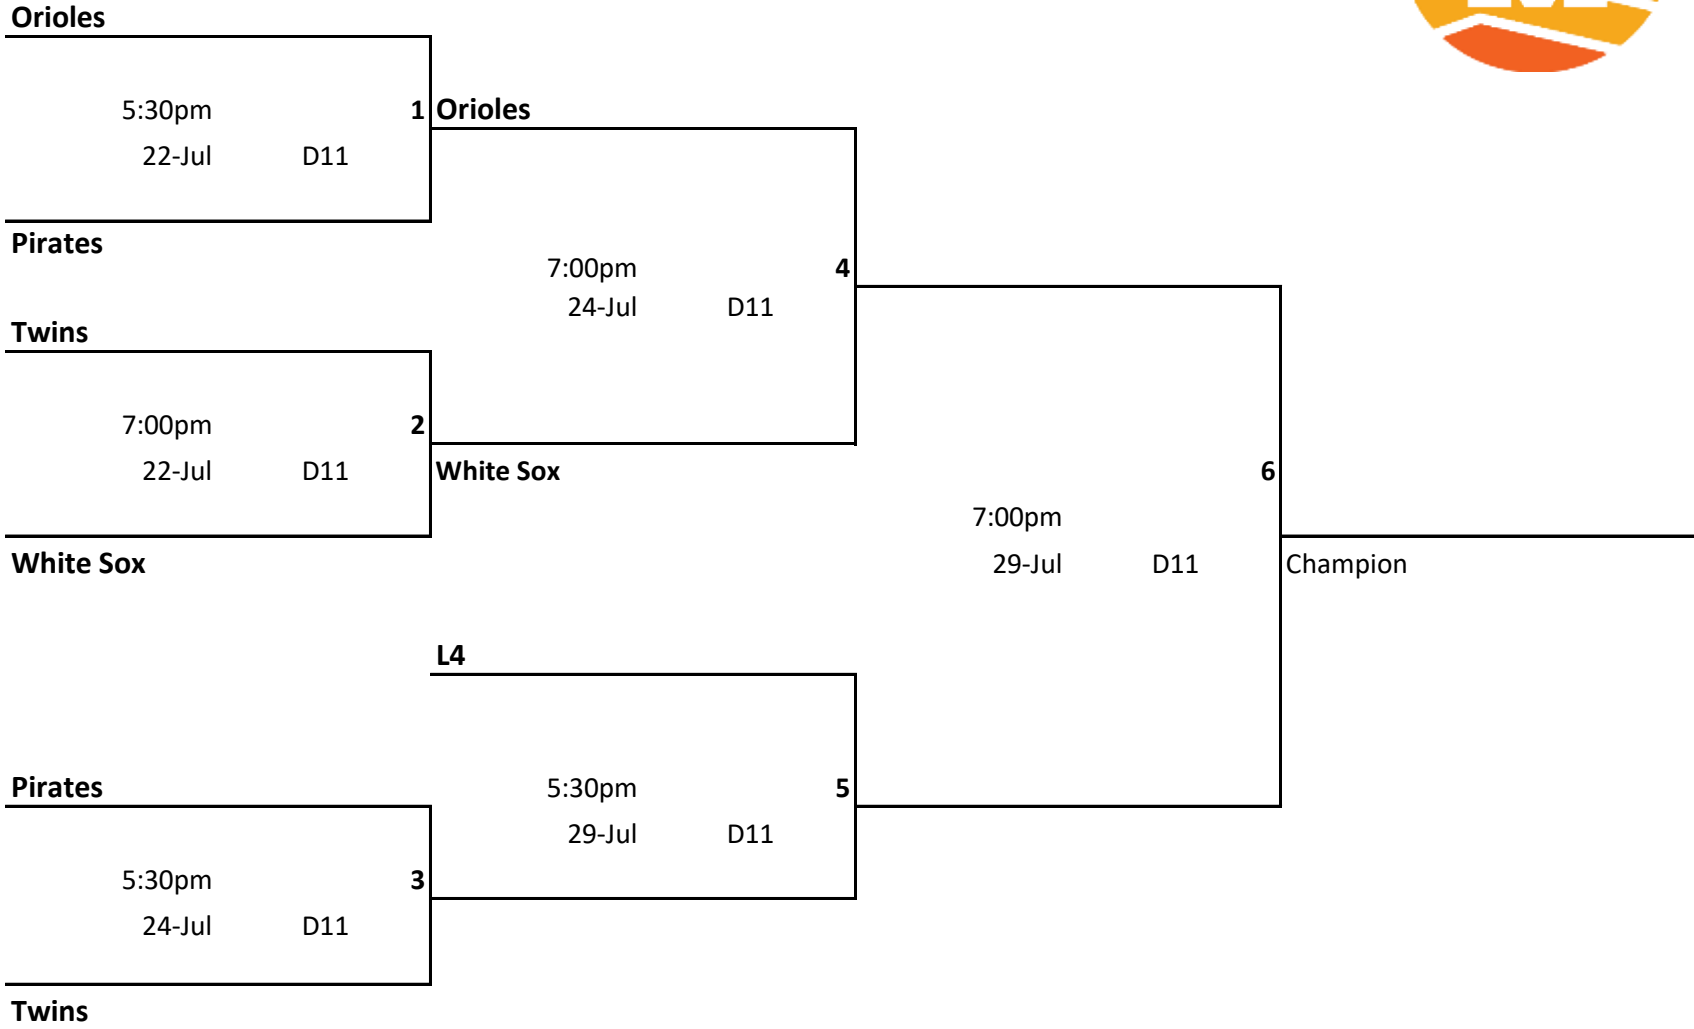 Orioles
5:30pm 1 Orioles
22-Jul D11
Pirates
7:00pm 4
24-Jul D11
Twins
7:00pm 2
22-Jul D11 White Sox 6
7:00pm
White Sox 29-Jul D11 Champion
L4
Pirates 5:30pm 5
29-Jul D11
5:30pm 3
24-Jul D11
Twins